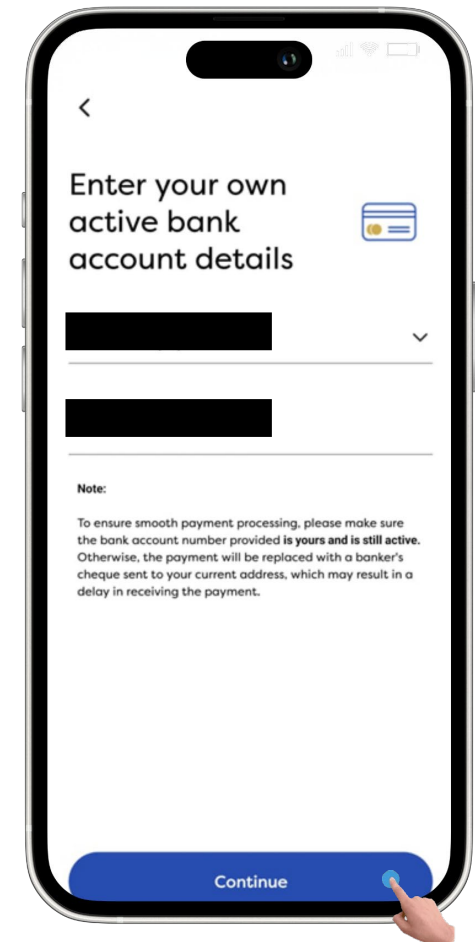 Enter your own
active bank
account details
Note:
To ensure smooth payment processing, please make sure
the bank account number provided is yours and is still active.
Otherwise, the payment will be replaced with a banker's
cheque sent to your current address, which may result in a
delay in receiving the payment.
Continue